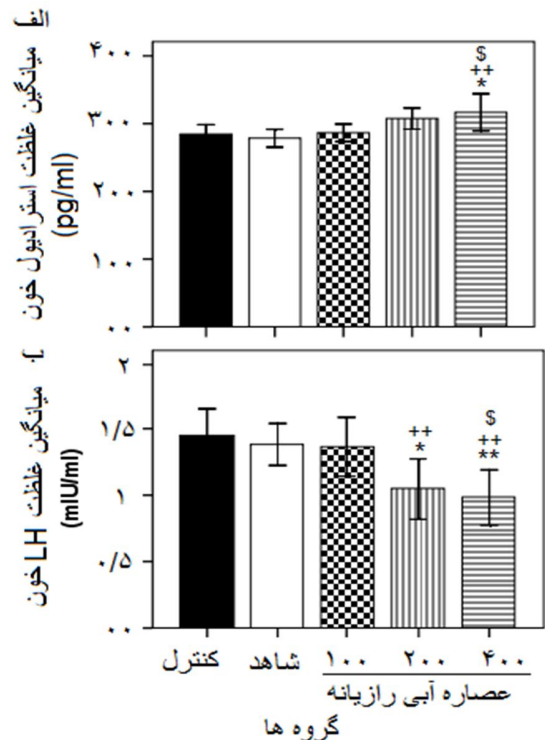 الف) میانگین غلظت استرادیول خون
(pg/ml)
۴۰۰
۳۰۰
۲۰۰
۱۰۰
۰۰
$
++
*
میانگین غلظت LH خون
(mIU/ml)
۲
۱/۵
۱
۰/۵
۰۰
++
*
$
++
**
کنترل شاهد ۱۰۰ ۲۰۰ ۴۰۰
عصاره آبی رازیانه
گروه ها